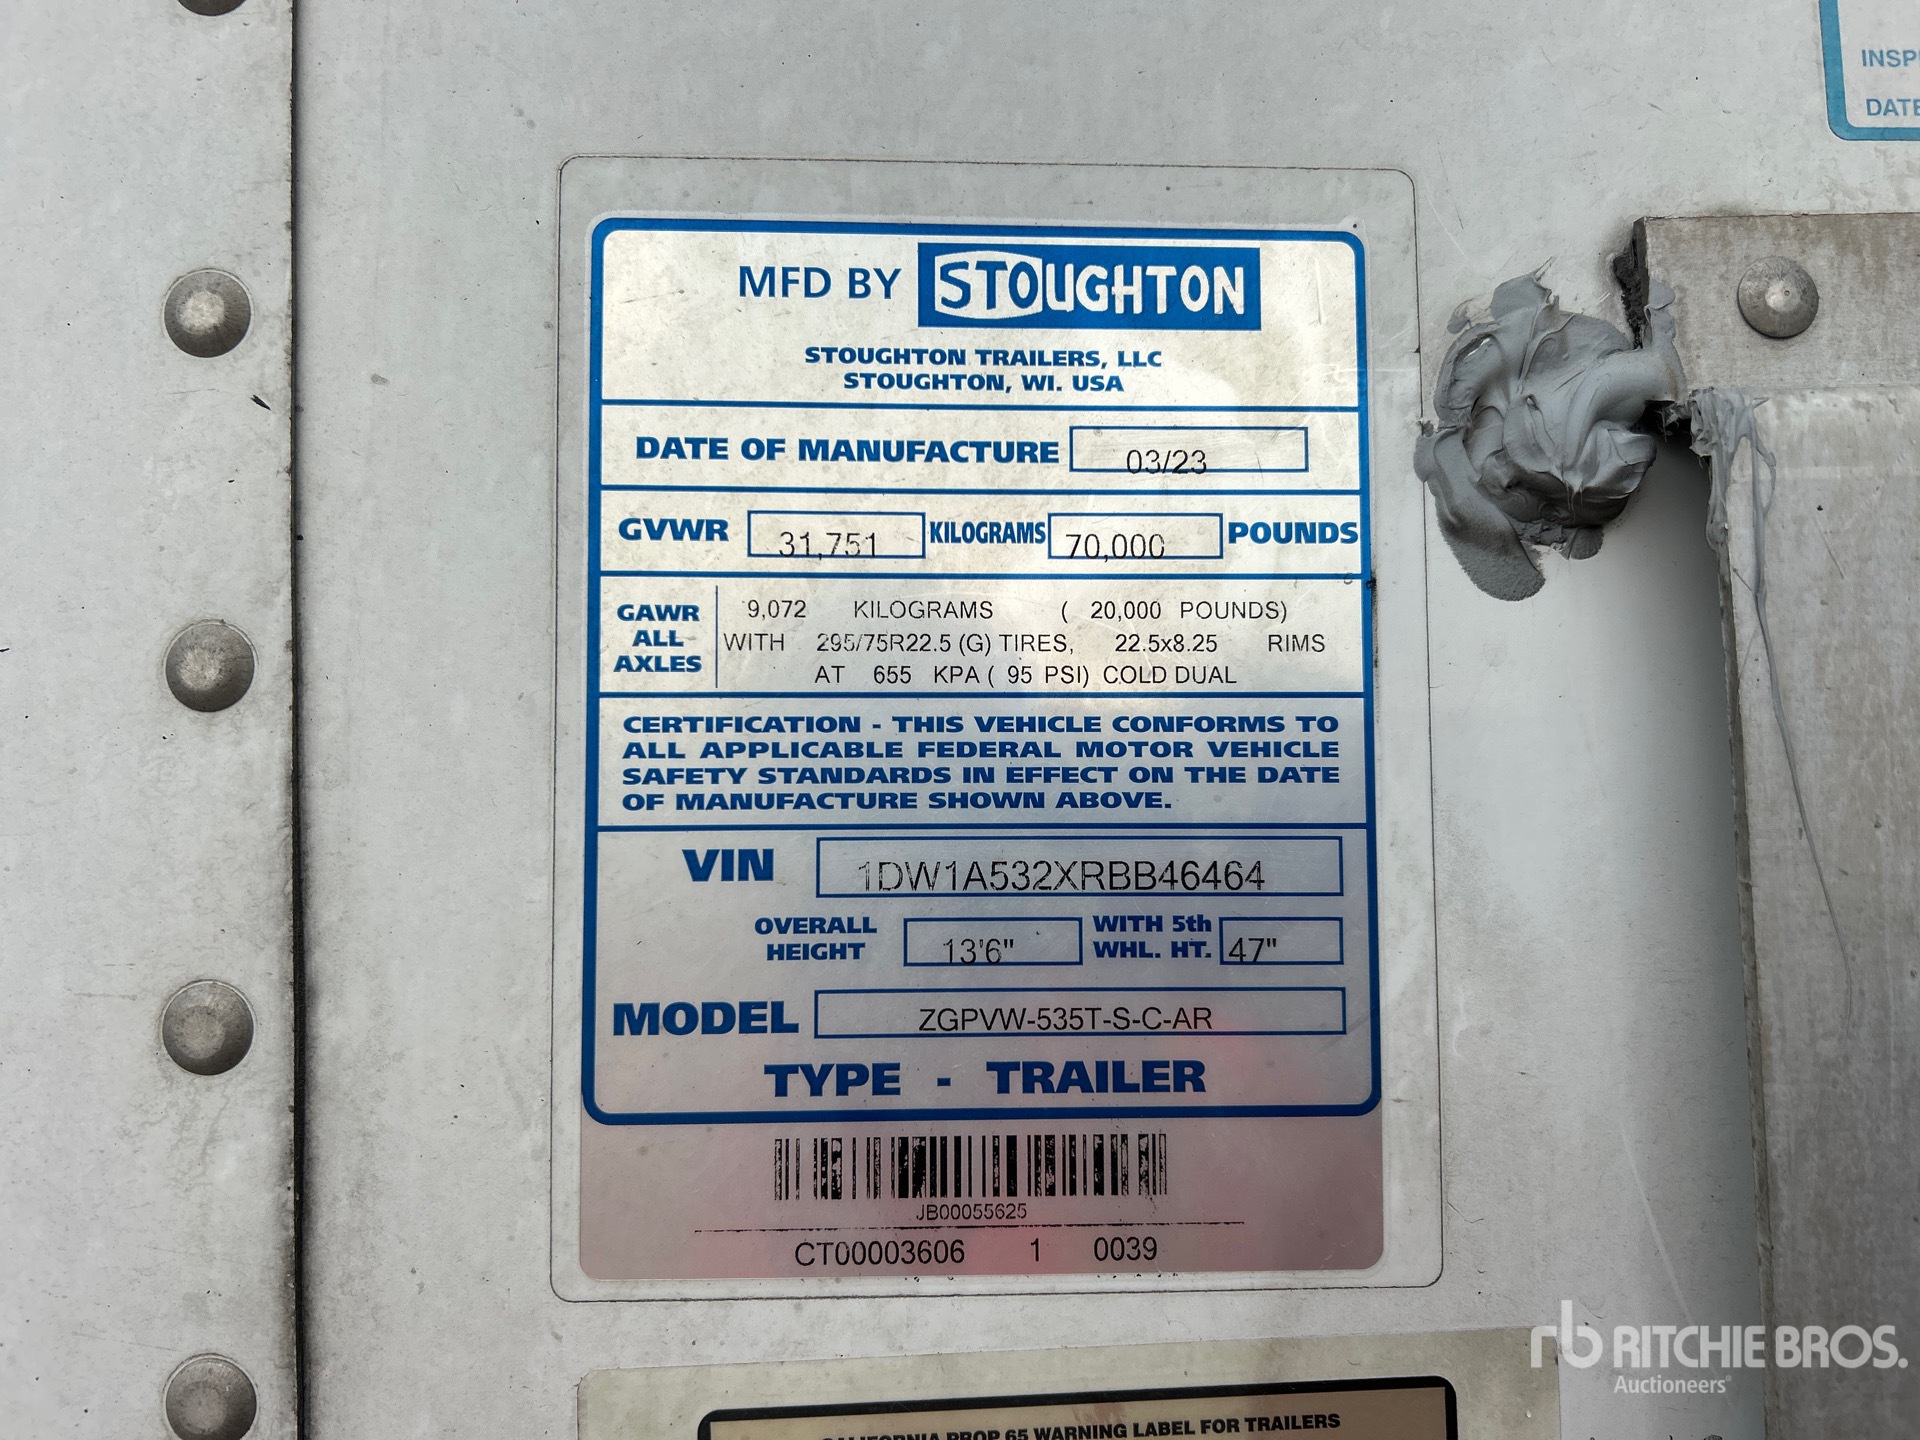 INSP
DATE
MFD BY STOUGHTON
STOUGHTON TRAILERS, LLC
STOUGHTON, WI. USA
DATE OF MANUFACTURE 03/23
GVWR 31,751 KILOGRAMS 70,000 POUNDS
GAWR ALL AXLES
9,072 KILOGRAMS ( 20,000 POUNDS)
WITH 295/75R22.5 (G) TIRES, 22.5x8.25 RIMS
AT 655 KPA ( 95 PSI) COLD DUAL
CERTIFICATION - THIS VEHICLE CONFORMS TO
ALL APPLICABLE FEDERAL MOTOR VEHICLE
SAFETY STANDARDS IN EFFECT ON THE DATE
OF MANUFACTURE SHOWN ABOVE.
VIN 1DW1A532XRBB46464
OVERALL HEIGHT 13'6" WITH 5th WHL. HT. 47"
MODEL ZGPVW-535T-S-C-AR
TYPE - TRAILER
JB00055625
CT00003606 1 0039
CALIFORNIA PROP 65 WARNING LABEL FOR TRAILERS
rb RITCHIE BROS.
Auctioneers